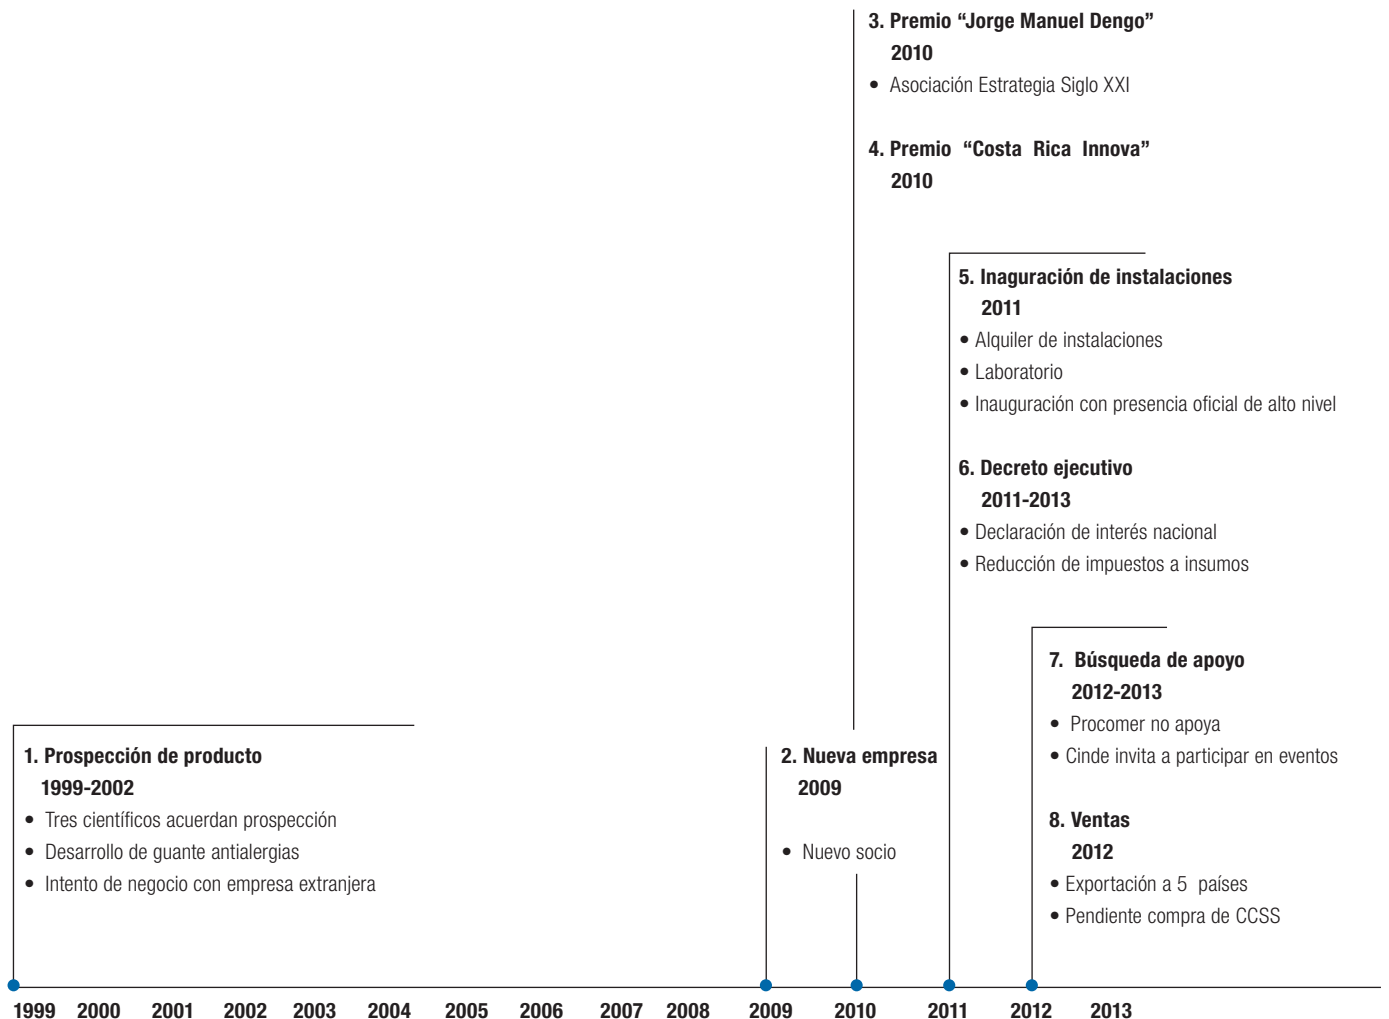 3. Premio “Jorge Manuel Dengo”
2010
• Asociación Estrategia Siglo XXI
4. Premio “Costa Rica Innova”
2010
5. Inaguración de instalaciones
2011
• Alquiler de instalaciones
• Laboratorio
• Inauguración con presencia oficial de alto nivel
6. Decreto ejecutivo
2011-2013
• Declaración de interés nacional
• Reducción de impuestos a insumos
7. Búsqueda de apoyo
2012-2013
• Procomer no apoya
• Cinde invita a participar en eventos
8. Ventas
2012
• Exportación a 5 países
• Pendiente compra de CCSS
1. Prospección de producto
1999-2002
• Tres científicos acuerdan prospección
• Desarrollo de guante antialergias
• Intento de negocio con empresa extranjera
2. Nueva empresa
2009
• Nuevo socio
1999 2000 2001 2002 2003 2004 2005 2006 2007 2008 2009 2010 2011 2012 2013